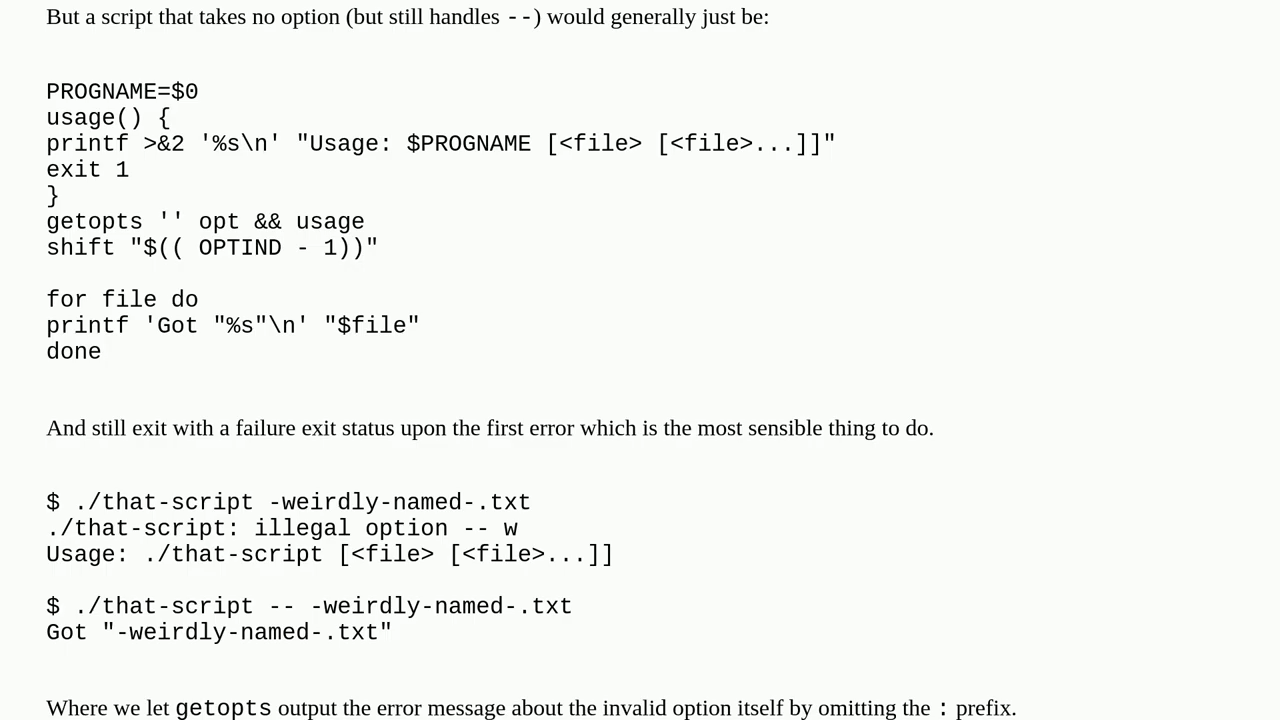 But a script that takes no option (but still handles --) would generally just be:
PROGNAME=$0
usage() {
printf >&2 '%s\n' "Usage: $PROGNAME [<file> [<file>...]]"
exit 1
}
getopts '' opt && usage
shift "$(( OPTIND - 1))"
for file do
printf 'Got "%s"\n' "$file"
done
And still exit with a failure exit status upon the first error which is the most sensible thing to do.
$ ./that-script -weirdly-named-.txt
./that-script: illegal option -- w
Usage: ./that-script [<file> [<file>...]]
$ ./that-script -- -weirdly-named-.txt
Got "-weirdly-named-.txt"
Where we let getopts output the error message about the invalid option itself by omitting the : prefix.